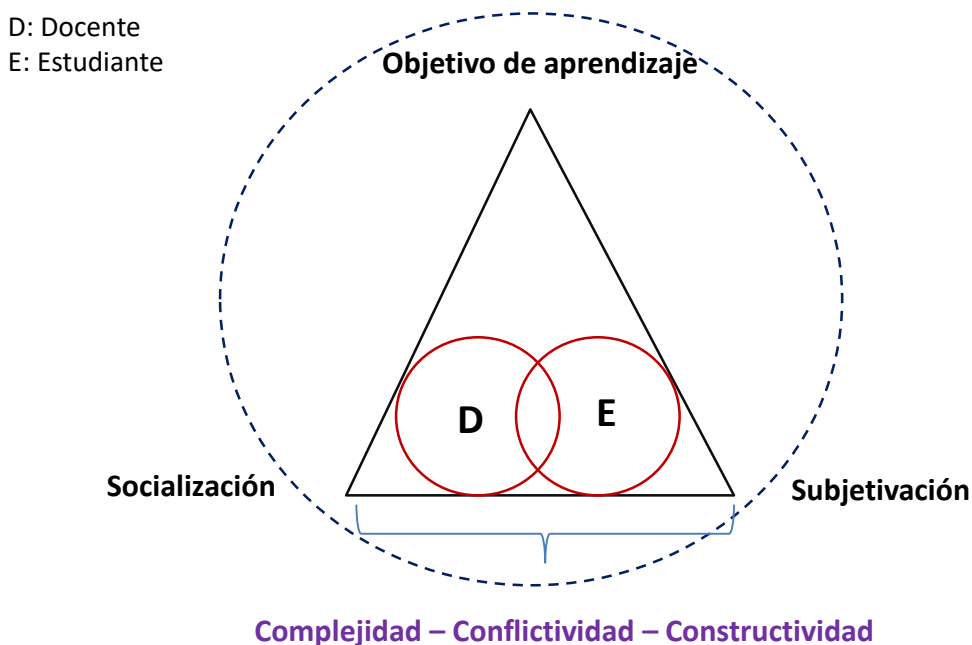 D: Docente
E: Estudiante
Objetivo de aprendizaje
D
E
Socialización
Subjetivación
Complejidad – Conflictividad – Constructividad